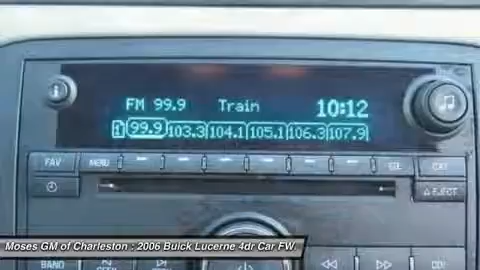 FM 99.9 Train 10:12
1 99.9 103.3 104.1 105.1 106.3 107.9
FAV MENU CAT
EJECT
Moses GM of Charleston : 2006 Buick Lucerne 4dr Car FW
BAND